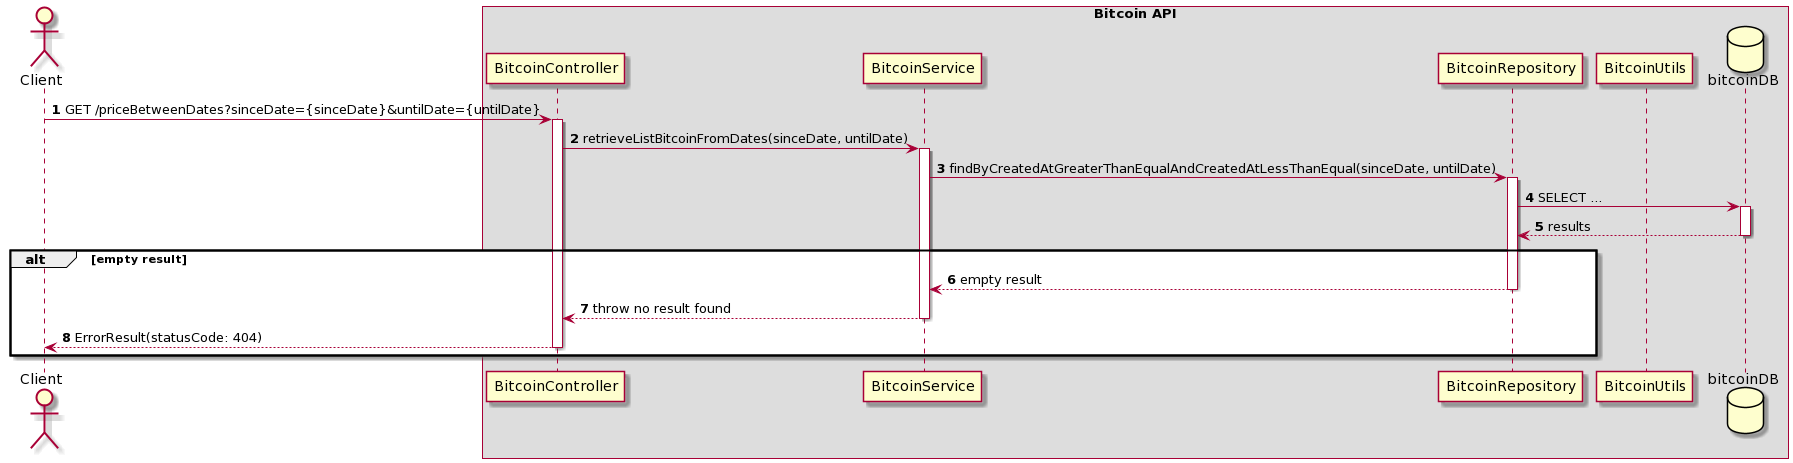 Bitcoin API
Client
BitcoinController
BitcoinService
BitcoinRepository
BitcoinUtils
bitcoinDB
1 GET /priceBetweenDates?sinceDate={sinceDate}&untilDate={untilDate}
2 retrieveListBitcoinFromDates(sinceDate, untilDate)
3 findByCreatedAtGreaterThanEqualAndCreatedAtLessThanEqual(sinceDate, untilDate)
4 SELECT ...
5 results
alt [empty result]
6 empty result
7 throw no result found
8 ErrorResult(statusCode: 404)
Client
BitcoinController
BitcoinService
BitcoinRepository
BitcoinUtils
bitcoinDB